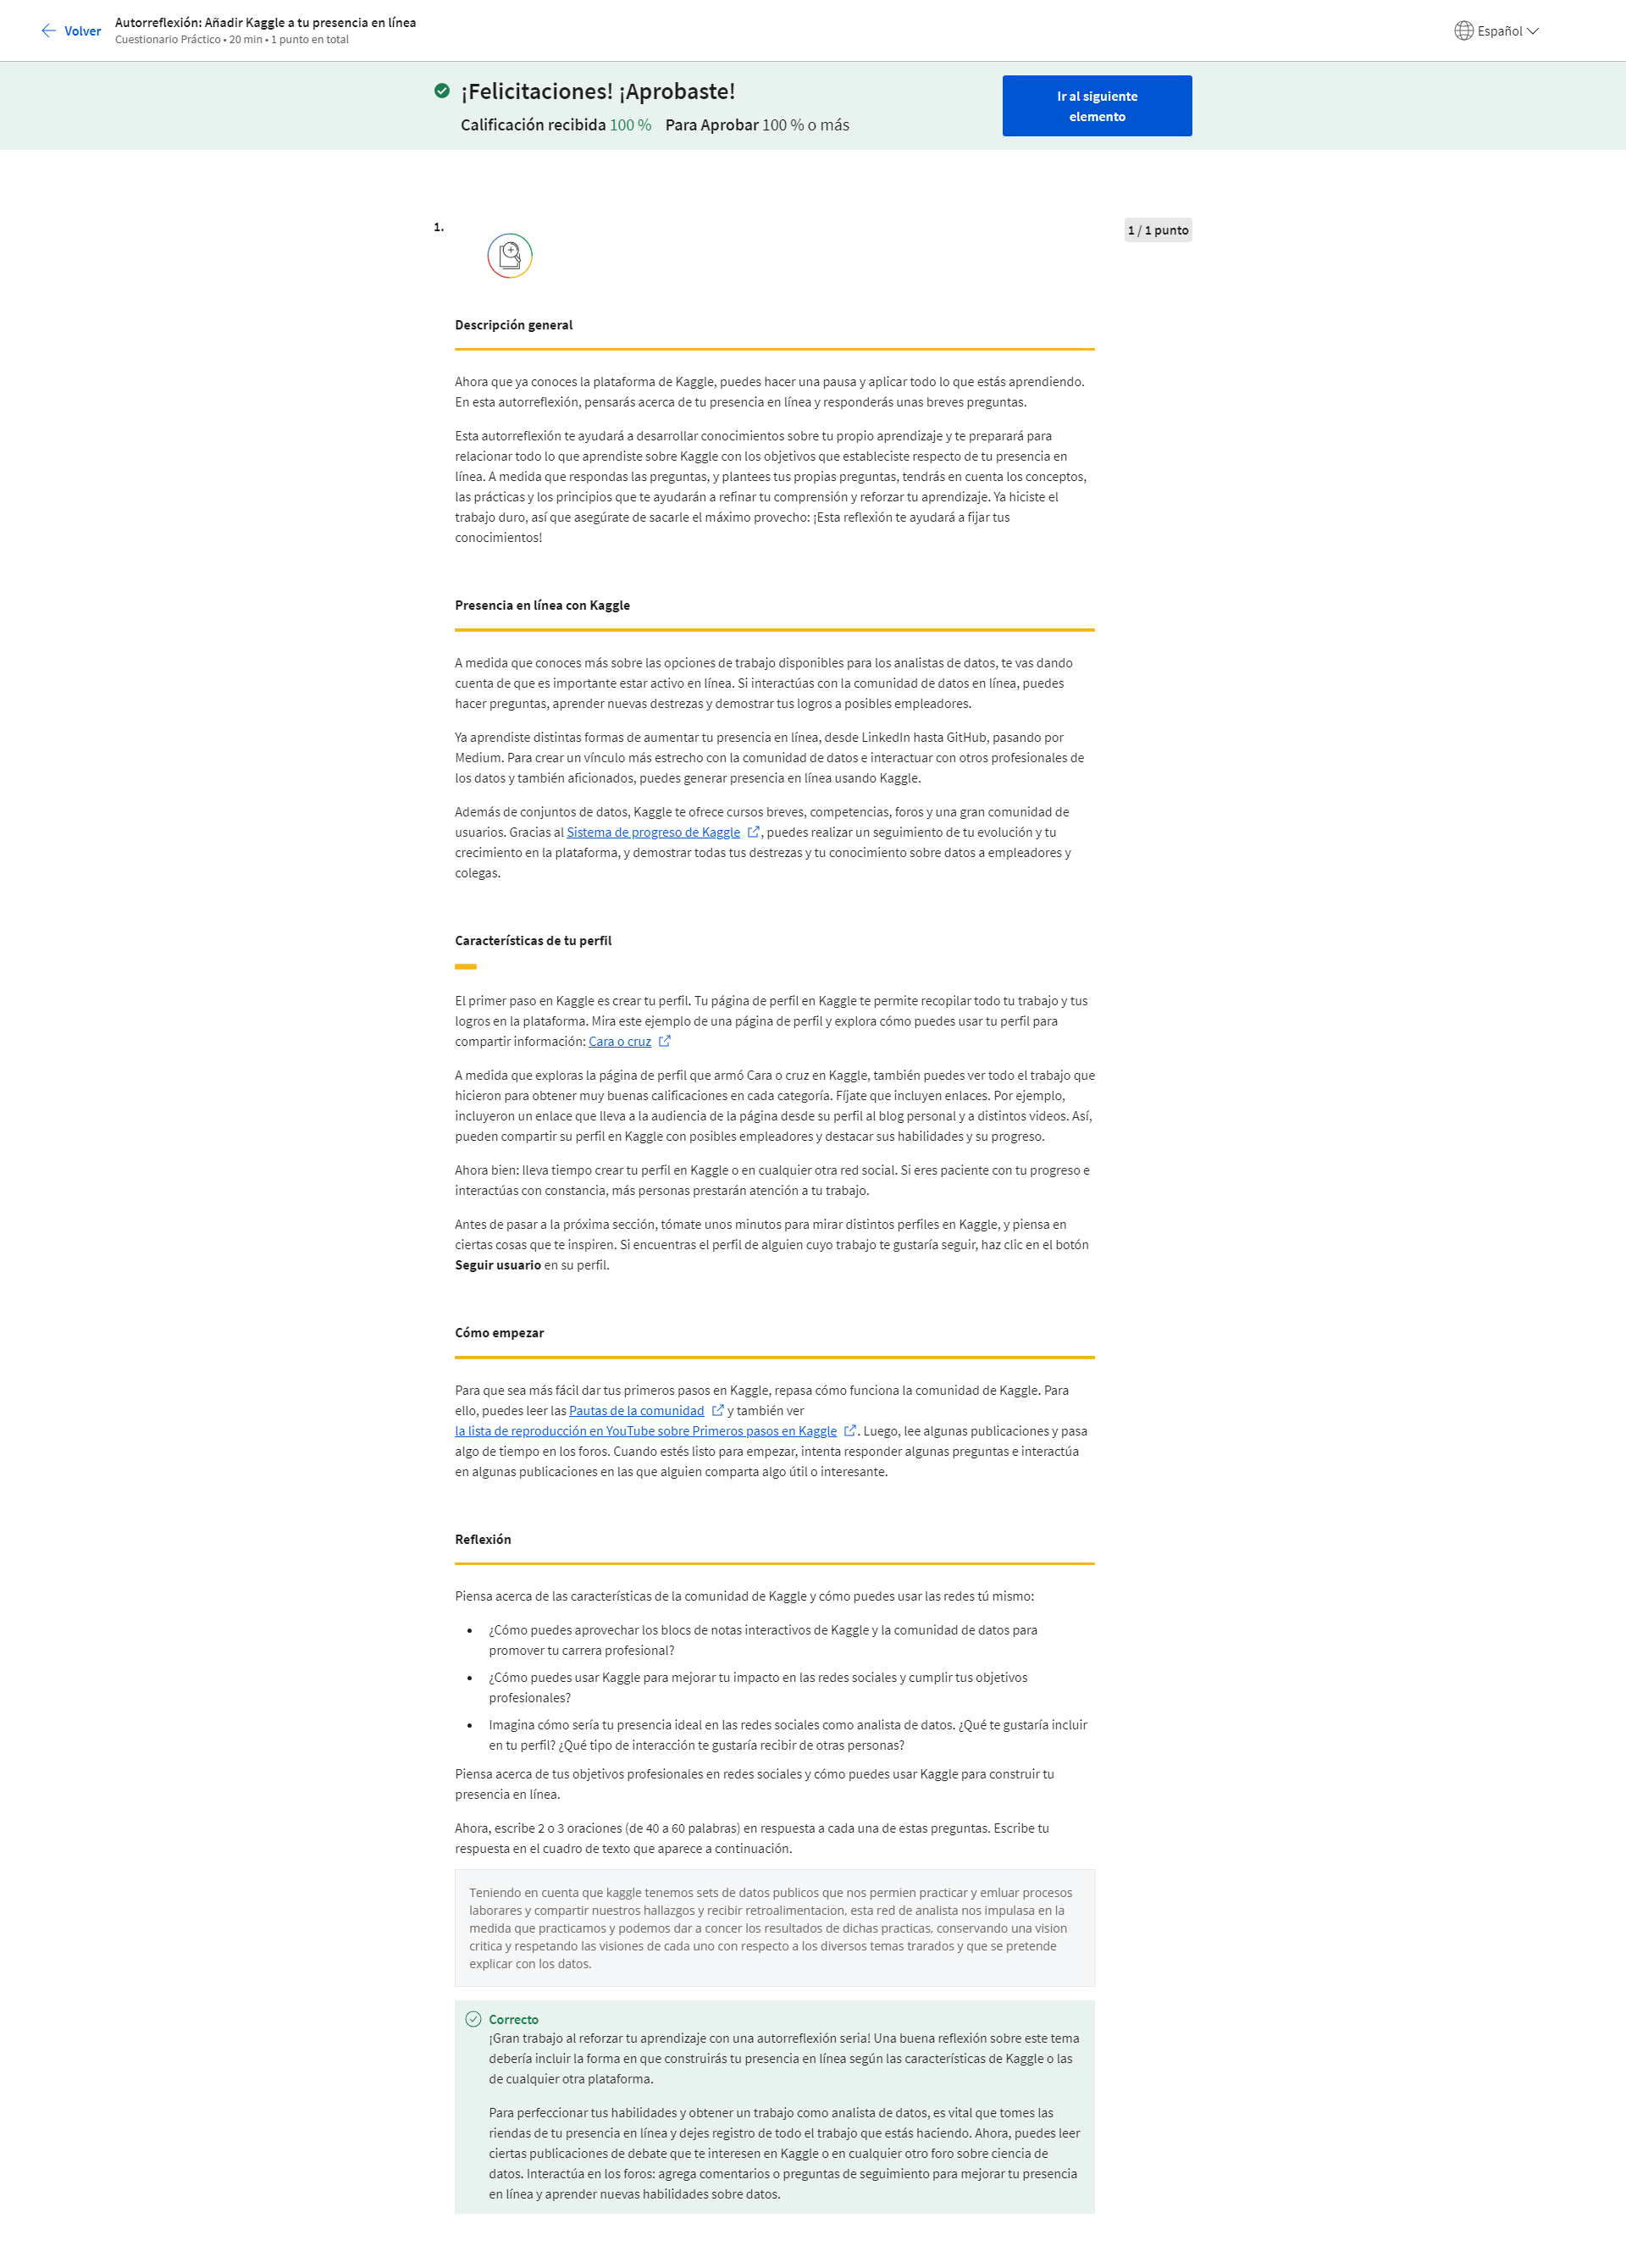 Volver
Autorreflexión: Añadir Kaggle a tu presencia en línea
Cuestionario Práctico • 20 min • 1 punto en total
Español
¡Felicitaciones! ¡Aprobaste!
Calificación recibida 100 % Para Aprobar 100 % o más
Ir al siguiente
elemento
1.
1 / 1 punto
Descripción general
Ahora que ya conoces la plataforma de Kaggle, puedes hacer una pausa y aplicar todo lo que estás aprendiendo.
En esta autorreflexión, pensarás acerca de tu presencia en línea y responderás unas breves preguntas.
Esta autorreflexión te ayudará a desarrollar conocimientos sobre tu propio aprendizaje y te preparará para
relacionar todo lo que aprendiste sobre Kaggle con los objetivos que estableciste respecto de tu presencia en
línea. A medida que respondas las preguntas, y plantees tus propias preguntas, tendrás en cuenta los conceptos,
las prácticas y los principios que te ayudarán a refinar tu comprensión y reforzar tu aprendizaje. Ya hiciste el
trabajo duro, así que asegúrate de sacarle el máximo provecho: ¡Esta reflexión te ayudará a fijar tus
conocimientos!
Presencia en línea con Kaggle
A medida que conoces más sobre las opciones de trabajo disponibles para los analistas de datos, te vas dando
cuenta de que es importante estar activo en línea. Si interactúas con la comunidad de datos en línea, puedes
hacer preguntas, aprender nuevas destrezas y demostrar tus logros a posibles empleadores.
Ya aprendiste distintas formas de aumentar tu presencia en línea, desde LinkedIn hasta GitHub, pasando por
Medium. Para crear un vínculo más estrecho con la comunidad de datos e interactuar con otros profesionales de
los datos y también aficionados, puedes generar presencia en línea usando Kaggle.
Además de conjuntos de datos, Kaggle te ofrece cursos breves, competencias, foros y una gran comunidad de
usuarios. Gracias al Sistema de progreso de Kaggle , puedes realizar un seguimiento de tu evolución y tu
crecimiento en la plataforma, y demostrar todas tus destrezas y tu conocimiento sobre datos a empleadores y
colegas.
Características de tu perfil
El primer paso en Kaggle es crear tu perfil. Tu página de perfil en Kaggle te permite recopilar todo tu trabajo y tus
logros en la plataforma. Mira este ejemplo de una página de perfil y explora cómo puedes usar tu perfil para
compartir información: Cara o cruz
A medida que exploras la página de perfil que armó Cara o cruz en Kaggle, también puedes ver todo el trabajo que
hicieron para obtener muy buenas calificaciones en cada categoría. Fíjate que incluyen enlaces. Por ejemplo,
incluyeron un enlace que lleva a la audiencia de la página desde su perfil al blog personal y a distintos videos. Así,
pueden compartir su perfil en Kaggle con posibles empleadores y destacar sus habilidades y su progreso.
Ahora bien: lleva tiempo crear tu perfil en Kaggle o en cualquier otra red social. Si eres paciente con tu progreso e
interactúas con constancia, más personas prestarán atención a tu trabajo.
Antes de pasar a la próxima sección, tómate unos minutos para mirar distintos perfiles en Kaggle, y piensa en
ciertas cosas que te inspiren. Si encuentras el perfil de alguien cuyo trabajo te gustaría seguir, haz clic en el botón
Seguir usuario en su perfil.
Cómo empezar
Para que sea más fácil dar tus primeros pasos en Kaggle, repasa cómo funciona la comunidad de Kaggle. Para
ello, puedes leer las Pautas de la comunidad y también ver
la lista de reproducción en YouTube sobre Primeros pasos en Kaggle . Luego, lee algunas publicaciones y pasa
algo de tiempo en los foros. Cuando estés listo para empezar, intenta responder algunas preguntas e interactúa
en algunas publicaciones en las que alguien comparta algo útil o interesante.
Reflexión
Piensa acerca de las características de la comunidad de Kaggle y cómo puedes usar las redes tú mismo:
• ¿Cómo puedes aprovechar los blocs de notas interactivos de Kaggle y la comunidad de datos para
promover tu carrera profesional?
• ¿Cómo puedes usar Kaggle para mejorar tu impacto en las redes sociales y cumplir tus objetivos
profesionales?
• Imagina cómo sería tu presencia ideal en las redes sociales como analista de datos. ¿Qué te gustaría incluir
en tu perfil? ¿Qué tipo de interacción te gustaría recibir de otras personas?
Piensa acerca de tus objetivos profesionales en redes sociales y cómo puedes usar Kaggle para construir tu
presencia en línea.
Ahora, escribe 2 o 3 oraciones (de 40 a 60 palabras) en respuesta a cada una de estas preguntas. Escribe tu
respuesta en el cuadro de texto que aparece a continuación.
Teniendo en cuenta que kaggle tenemos sets de datos publicos que nos permien practicar y emluar procesos
laborares y compartir nuestros hallazgos y recibir retroalimentacion, esta red de analista nos impulsa en la
medida que practicamos y podemos dar a concer los resultados de dichas practicas, conservando una vision
critica y respetando las visiones de cada uno con respecto a los diversos temas trarados y que se pretende
explicar con los datos.
Correcto
¡Gran trabajo al reforzar tu aprendizaje con una autorreflexión seria! Una buena reflexión sobre este tema
debería incluir la forma en que construirás tu presencia en línea según las características de Kaggle o las
de cualquier otra plataforma.
Para perfeccionar tus habilidades y obtener un trabajo como analista de datos, es vital que tomes las
riendas de tu presencia en línea y dejes registro de todo el trabajo que estás haciendo. Ahora, puedes leer
ciertas publicaciones de debate que te interesen en Kaggle o en cualquier otro foro sobre ciencia de
datos. Interactúa en los foros: agrega comentarios o preguntas de seguimiento para mejorar tu presencia
en línea y aprender nuevas habilidades sobre datos.